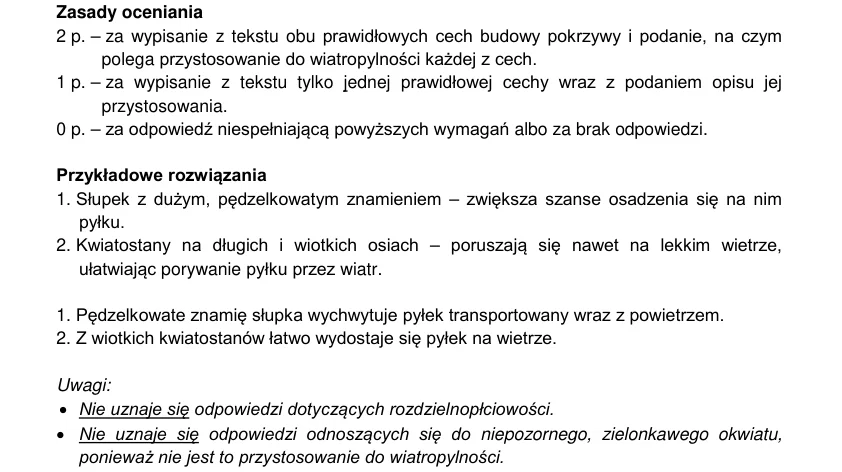 Zasady oceniania
2 p. – za wypisanie z tekstu obu prawidłowych cech budowy pokrzywy i podanie, na czym
polega przystosowanie do wiatropylności każdej z cech.
1 p. – za wypisanie z tekstu tylko jednej prawidłowej cechy wraz z podaniem opisu jej
przystosowania.
0 p. – za odpowiedź niespełniającą powyższych wymagań albo za brak odpowiedzi.
Przykładowe rozwiązania
1. Słupek z dużym, pędzelkowatym znamieniem – zwiększa szanse osadzenia się na nim
pyłku.
2. Kwiatostany na długich i wiotkich osiach – poruszają się nawet na lekkim wietrze,
ułatwiając porywanie pyłku przez wiatr.
1. Pędzelkowate znamię słupka wychwytuje pyłek transportowany wraz z powietrzem.
2. Z wiotkich kwiatostanów łatwo wydostaje się pyłek na wietrze.
Uwagi:
• Nie uznaje się odpowiedzi dotyczących rozdzielnopłciowości.
• Nie uznaje się odpowiedzi odnoszących się do niepozornego, zielonkawego okwiatu,
ponieważ nie jest to przystosowanie do wiatropylności.